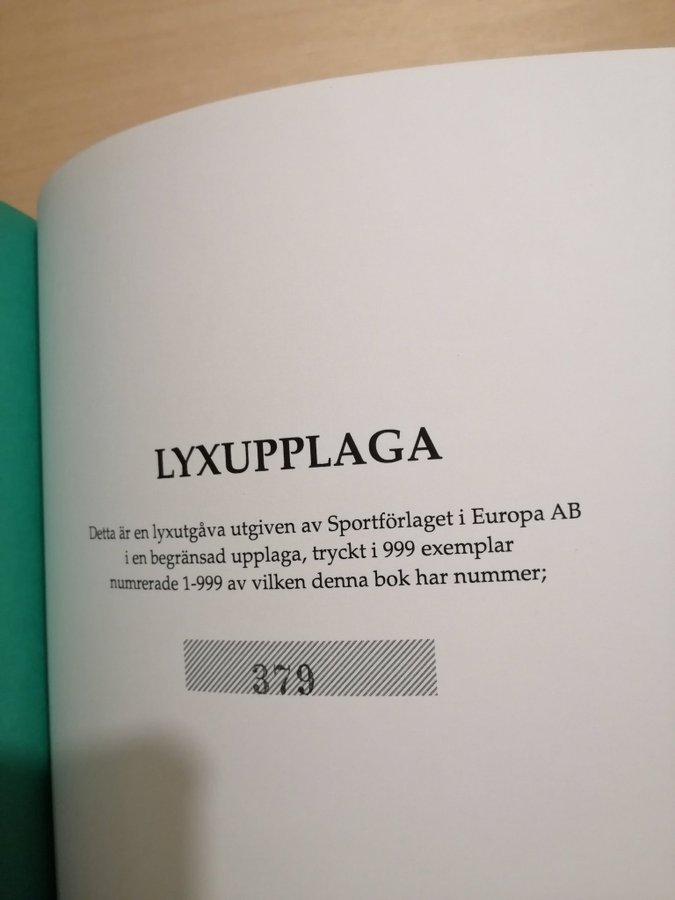 LYXUPPLAGA
Detta är en lyxutgåva utgiven av Sportförlaget i Europa AB
i en begränsad upplaga, tryckt i 999 exemplar
numrerade 1-999 av vilken denna bok har nummer;
379